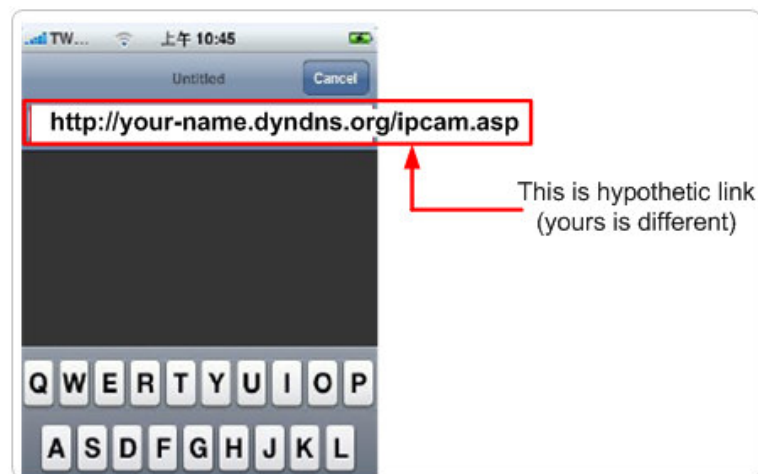 TW... 上午 10:45
Untitled
Cancel
http://your-name.dyndns.org/ipcam.asp
This is hypothetic link
(yours is different)
Q W E R T Y U I O P
A S D F G H J K L